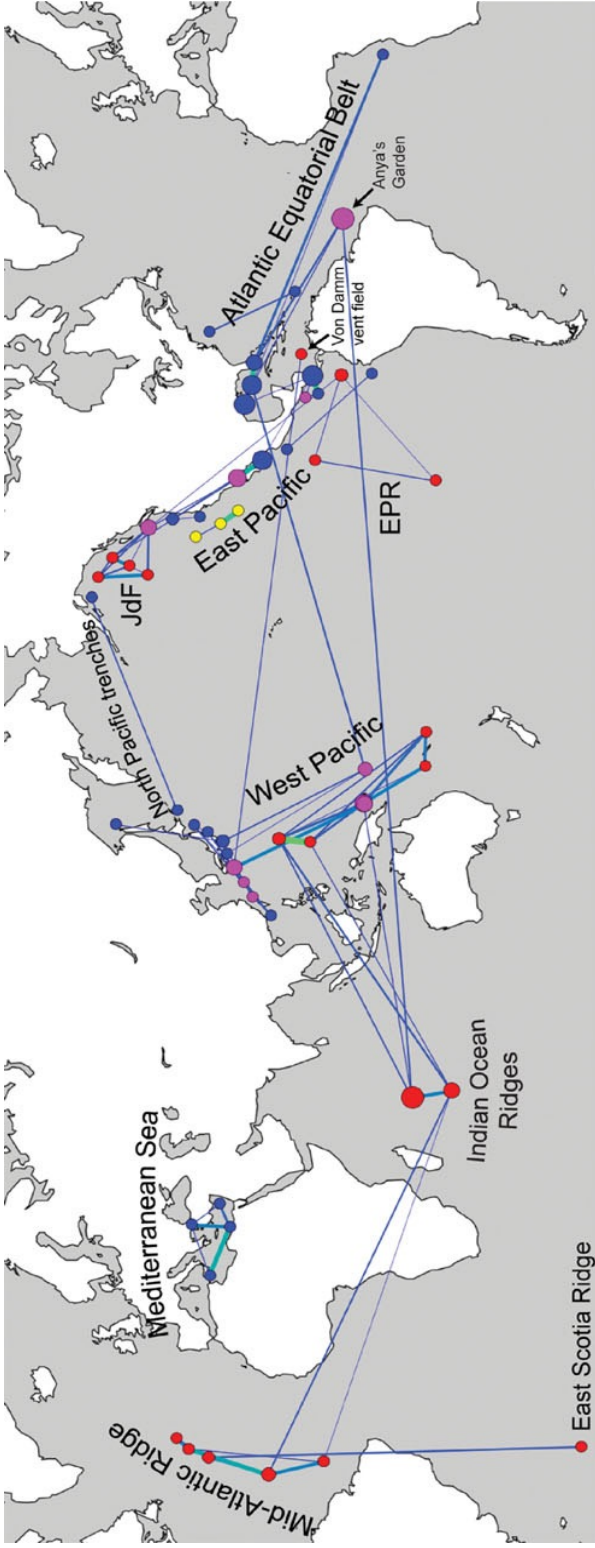 Mid-Atlantic Ridge
East Scotia Ridge
Mediterranean Sea
Indian Ocean
Ridges
North Pacific trenches
West Pacific
JdF
East Pacific
EPR
Von Damm
vent field
Atlantic Equatorial Belt
Anya's
Garden